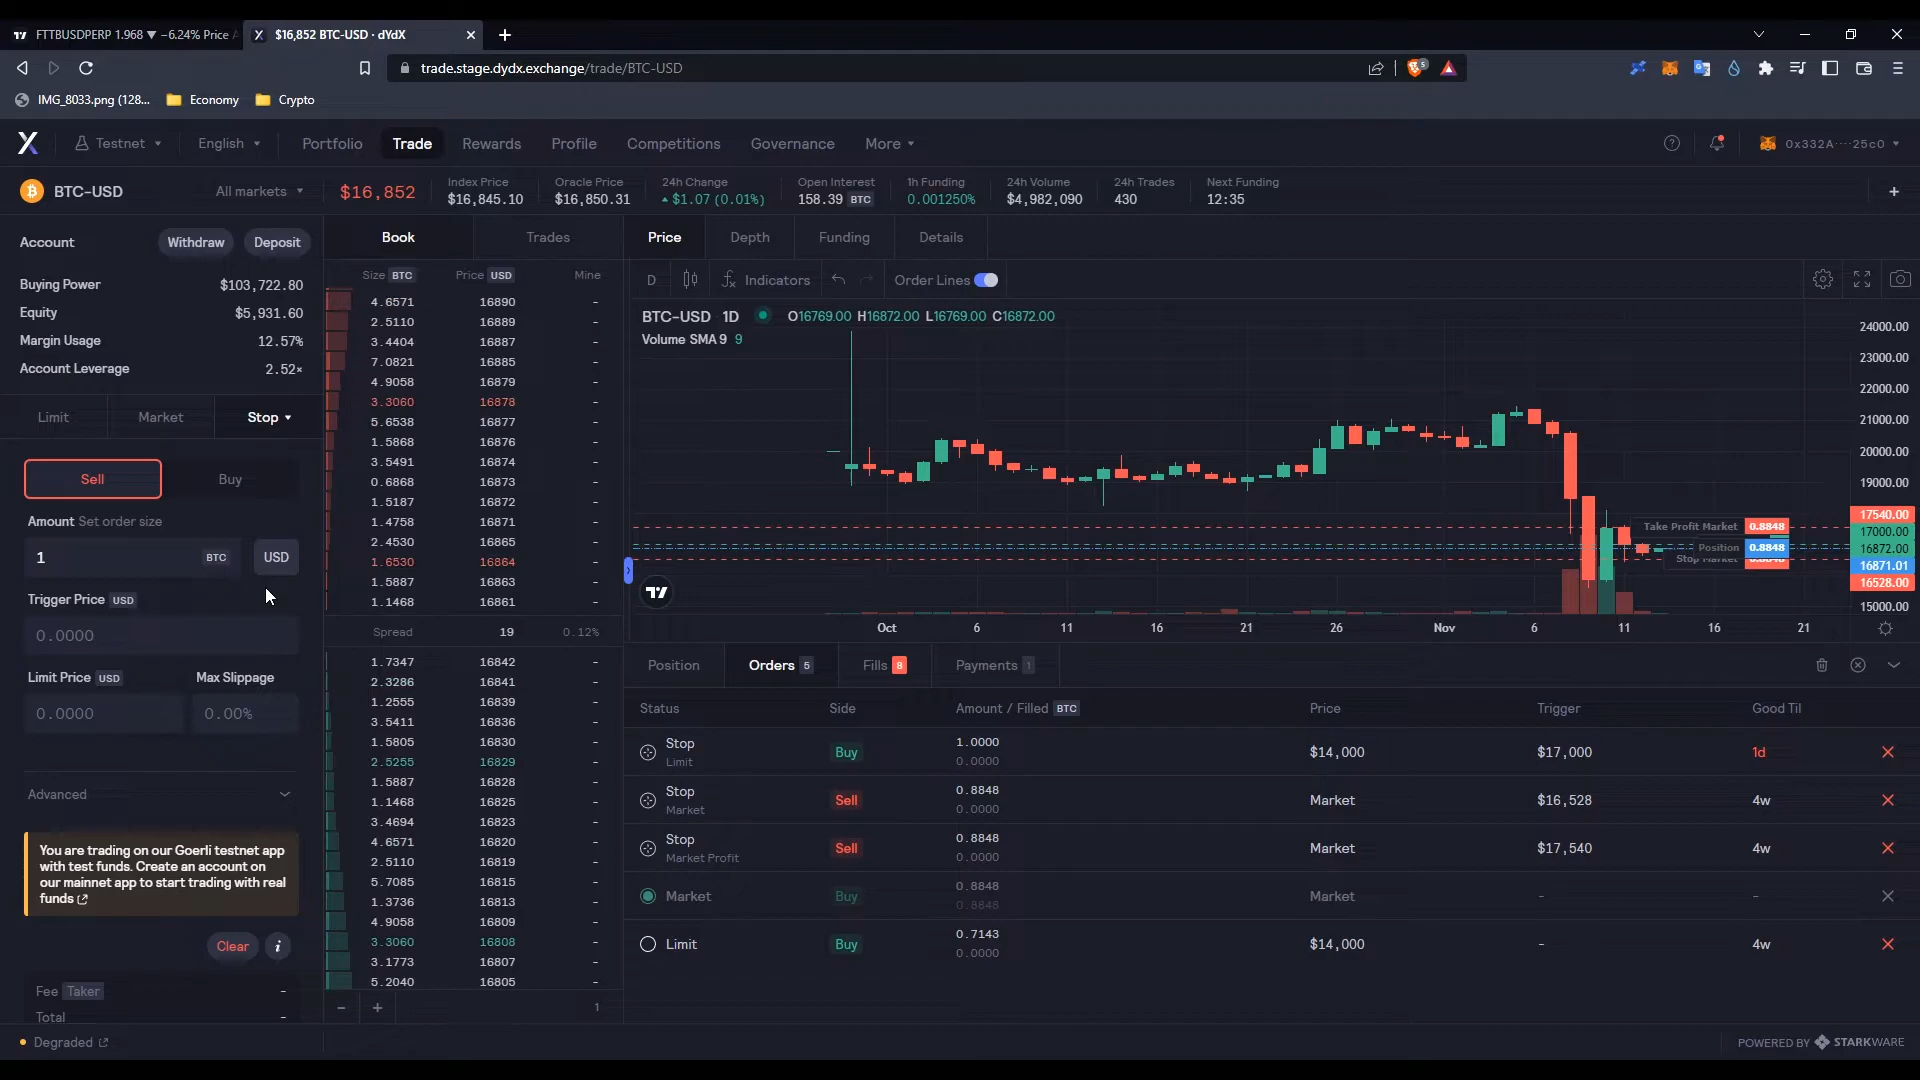 FTTBUSDPERP 1.968 ▼ −6.24% Price A
$16,852 BTC-USD · dYdX
trade.stage.dydx.exchange/trade/BTC-USD
IMG_8033.png (128...
Economy
Crypto
Testnet
English
Portfolio
Trade
Rewards
Profile
Competitions
Governance
More
0x332A····25c0
BTC-USD
All markets
$16,852
Index Price
$16,845.10
Oracle Price
$16,850.31
24h Change
$1.07 (0.01%)
Open Interest
158.39 BTC
1h Funding
0.001250%
24h Volume
$4,982,090
24h Trades
430
Next Funding
12:35
Account
Withdraw
Deposit
Buying Power $103,722.80
Equity $5,931.60
Margin Usage 12.57%
Account Leverage 2.52×
Limit
Market
Stop
Sell
Buy
Amount Set order size
1 BTC USD
Trigger Price USD
0.0000
Limit Price USD Max Slippage
0.0000 0.00%
Advanced
You are trading on our Goerli testnet app
with test funds. Create an account on
our mainnet app to start trading with real
funds
Clear
i
Fee Taker -
Total -
Degraded
Book
Trades
Size BTC Price USD Mine
4.6571 16890 -
2.5110 16889 -
3.4404 16887 -
7.0821 16885 -
4.9058 16879 -
3.3060 16878 -
5.6538 16877 -
1.5868 16876 -
3.5491 16874 -
0.6868 16873 -
1.5187 16872 -
1.4758 16871 -
2.4530 16865 -
1.6530 16864 -
1.5887 16863 -
1.1468 16861 -
Spread 19 0.12%
1.7347 16842 -
2.3286 16841 -
1.2555 16839 -
3.5411 16836 -
1.5805 16830 -
2.5255 16829 -
1.5887 16828 -
1.1468 16825 -
3.4694 16823 -
4.6571 16820 -
2.5110 16819 -
5.7085 16815 -
1.3736 16813 -
4.9058 16809 -
3.3060 16808 -
3.1773 16807 -
5.2040 16805 -
− + 1
Price
Depth
Funding
Details
D
Indicators
Order Lines
BTC-USD 1D O16769.00 H16872.00 L16769.00 C16872.00
Volume SMA 9 9
24000.00
23000.00
22000.00
21000.00
20000.00
19000.00
17540.00
17000.00
16872.00
16871.01
16528.00
15000.00
Take Profit Market 0.8848
Position 0.8848
Stop Market 0.8848
Oct 6 11 16 21 26 Nov 6 11 16 21
Position
Orders 5
Fills 8
Payments 1
Status Side Amount / Filled BTC Price Trigger Good Til
Stop
Limit
Buy
1.0000
0.0000
$14,000 $17,000 1d
Stop
Market
Sell
0.8848
0.0000
Market $16,528 4w
Stop
Market Profit
Sell
0.8848
0.0000
Market $17,540 4w
Market
Buy
0.8848
0.8848
Market - -
Limit
Buy
0.7143
0.0000
$14,000 - 4w
POWERED BY STARKWARE